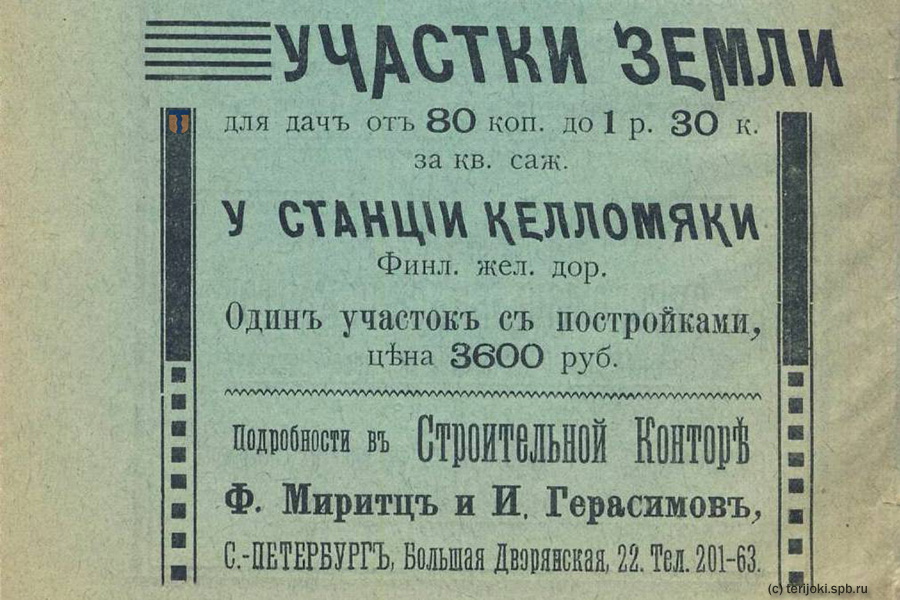 УЧАСТКИ ЗЕМЛИ
для дачъ отъ 80 коп. до 1 р. 30 к.
за кв. саж.
У СТАНЦІИ КЕЛЛОМЯКИ
Финл. жел. дор.
Одинъ участокъ съ постройками,
цѣна 3600 руб.
Подробности въ Строительной Конторѣ
Ф. Миритцъ и И. Герасимовъ,
С.-ПЕТЕРБУРГЪ, Большая Дворянская, 22. Тел. 201-63.
(c) terijoki.spb.ru